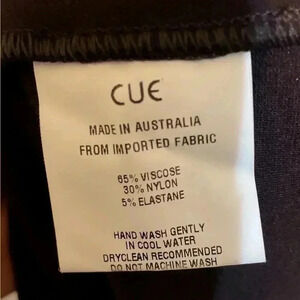 CUE
MADE IN AUSTRALIA
FROM IMPORTED FABRIC
65% VISCOSE
30% NYLON
5% ELASTANE
HAND WASH GENTLY
IN COOL WATER
DRYCLEAN RECOMMENDED
DO NOT MACHINE WASH